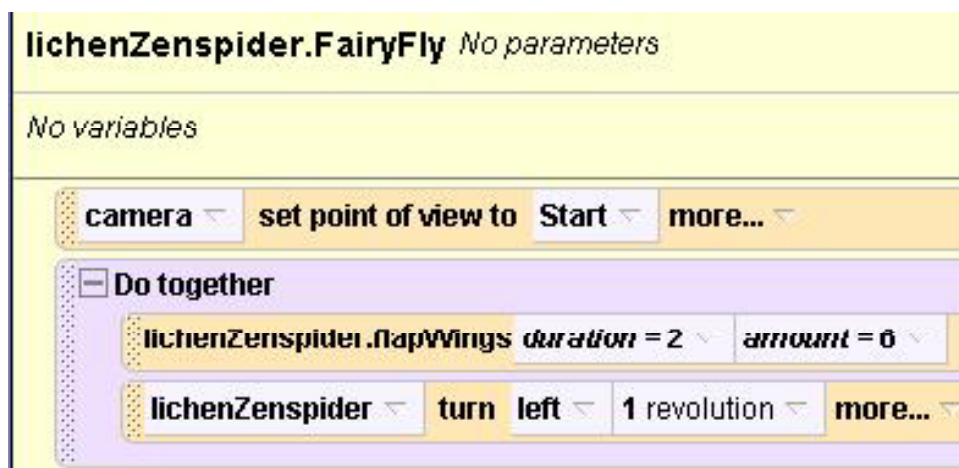 lichenZenspider.FairyFly No parameters
No variables
camera set point of view to Start more...
Do together
lichenZenspider.flapWings duration = 2 amount = 6
lichenZenspider turn left 1 revolution more...